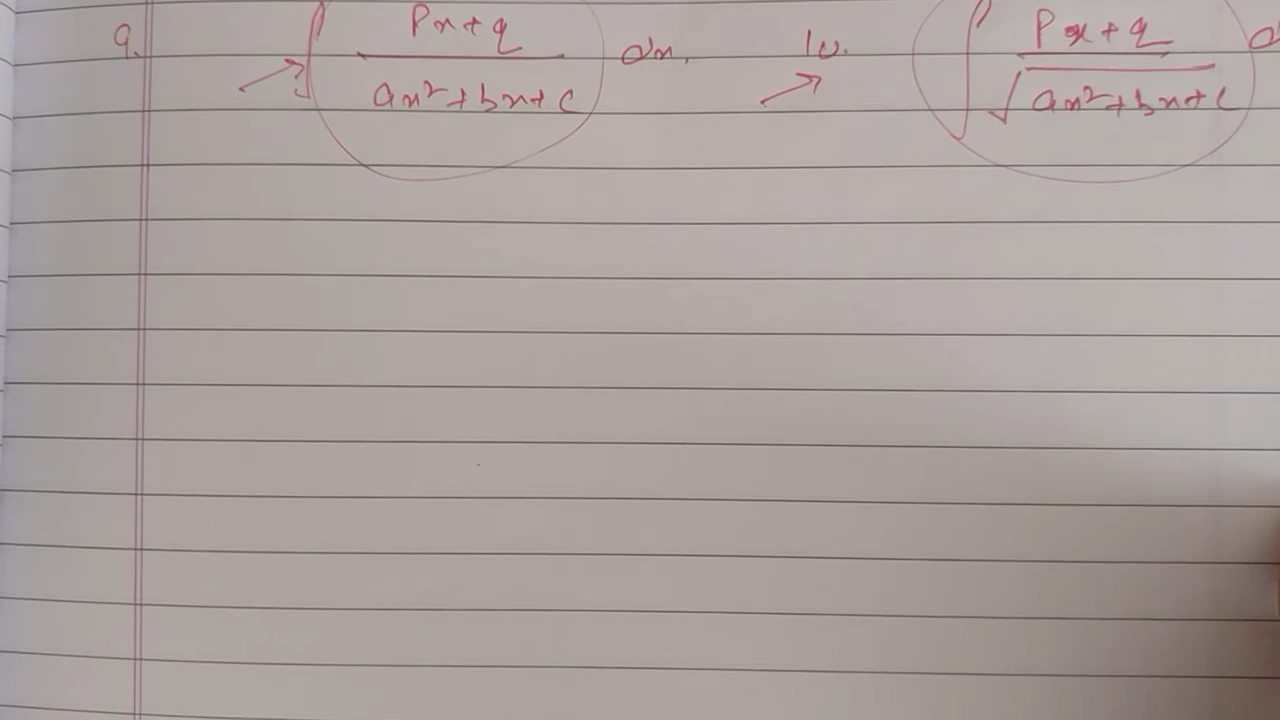 9. ∫ (px+q)/(ax²+bx+c) dx. 10. ∫ (px+q)/√(ax²+bx+c) d